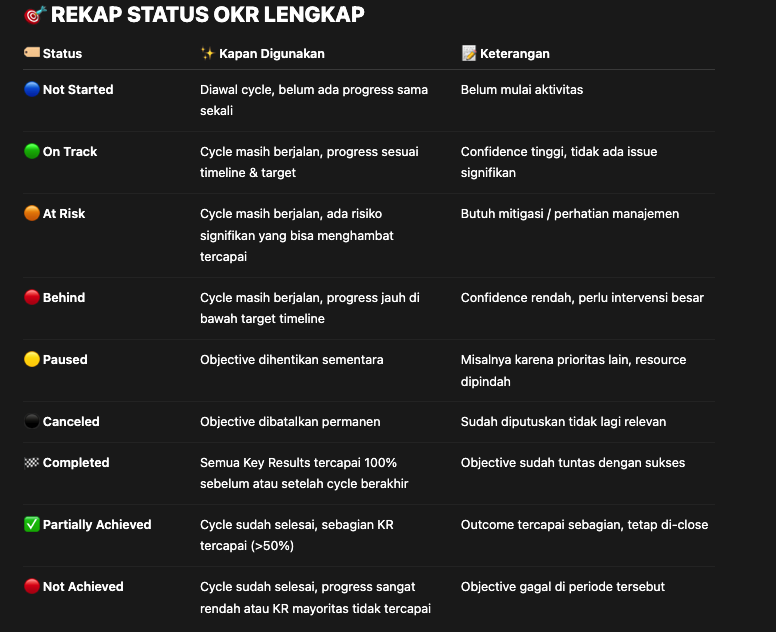 🎯 REKAP STATUS OKR LENGKAP
🏷️ Status ✨ Kapan Digunakan 📝 Keterangan
🔵 Not Started Diawal cycle, belum ada progress sama Belum mulai aktivitas
sekali
🟢 On Track Cycle masih berjalan, progress sesuai Confidence tinggi, tidak ada issue
timeline & target signifikan
🟠 At Risk Cycle masih berjalan, ada risiko Butuh mitigasi / perhatian manajemen
signifikan yang bisa menghambat
tercapai
🔴 Behind Cycle masih berjalan, progress jauh di Confidence rendah, perlu intervensi besar
bawah target timeline
🟡 Paused Objective dihentikan sementara Misalnya karena prioritas lain, resource
dipindah
⚫ Canceled Objective dibatalkan permanen Sudah diputuskan tidak lagi relevan
🏁 Completed Semua Key Results tercapai 100% Objective sudah tuntas dengan sukses
sebelum atau setelah cycle berakhir
✅ Partially Achieved Cycle sudah selesai, sebagian KR Outcome tercapai sebagian, tetap di-close
tercapai (>50%)
🔴 Not Achieved Cycle sudah selesai, progress sangat Objective gagal di periode tersebut
rendah atau KR mayoritas tidak tercapai